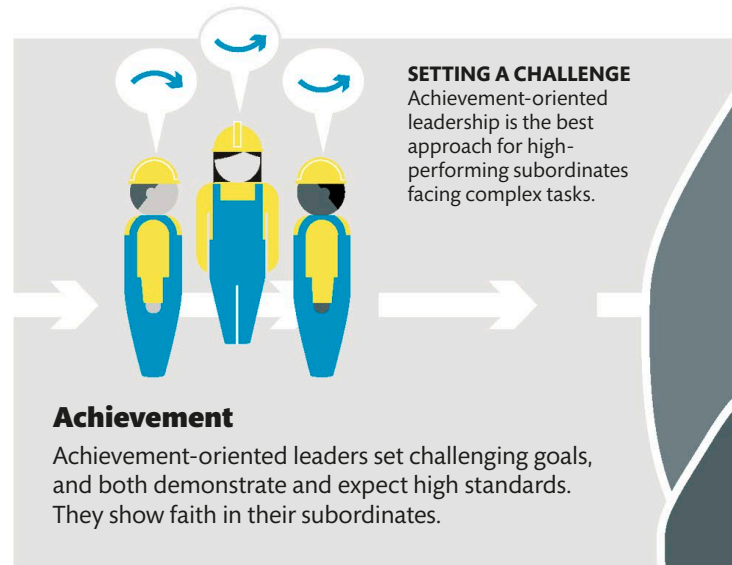 SETTING A CHALLENGE
Achievement-oriented
leadership is the best
approach for high-
performing subordinates
facing complex tasks.
Achievement
Achievement-oriented leaders set challenging goals,
and both demonstrate and expect high standards.
They show faith in their subordinates.